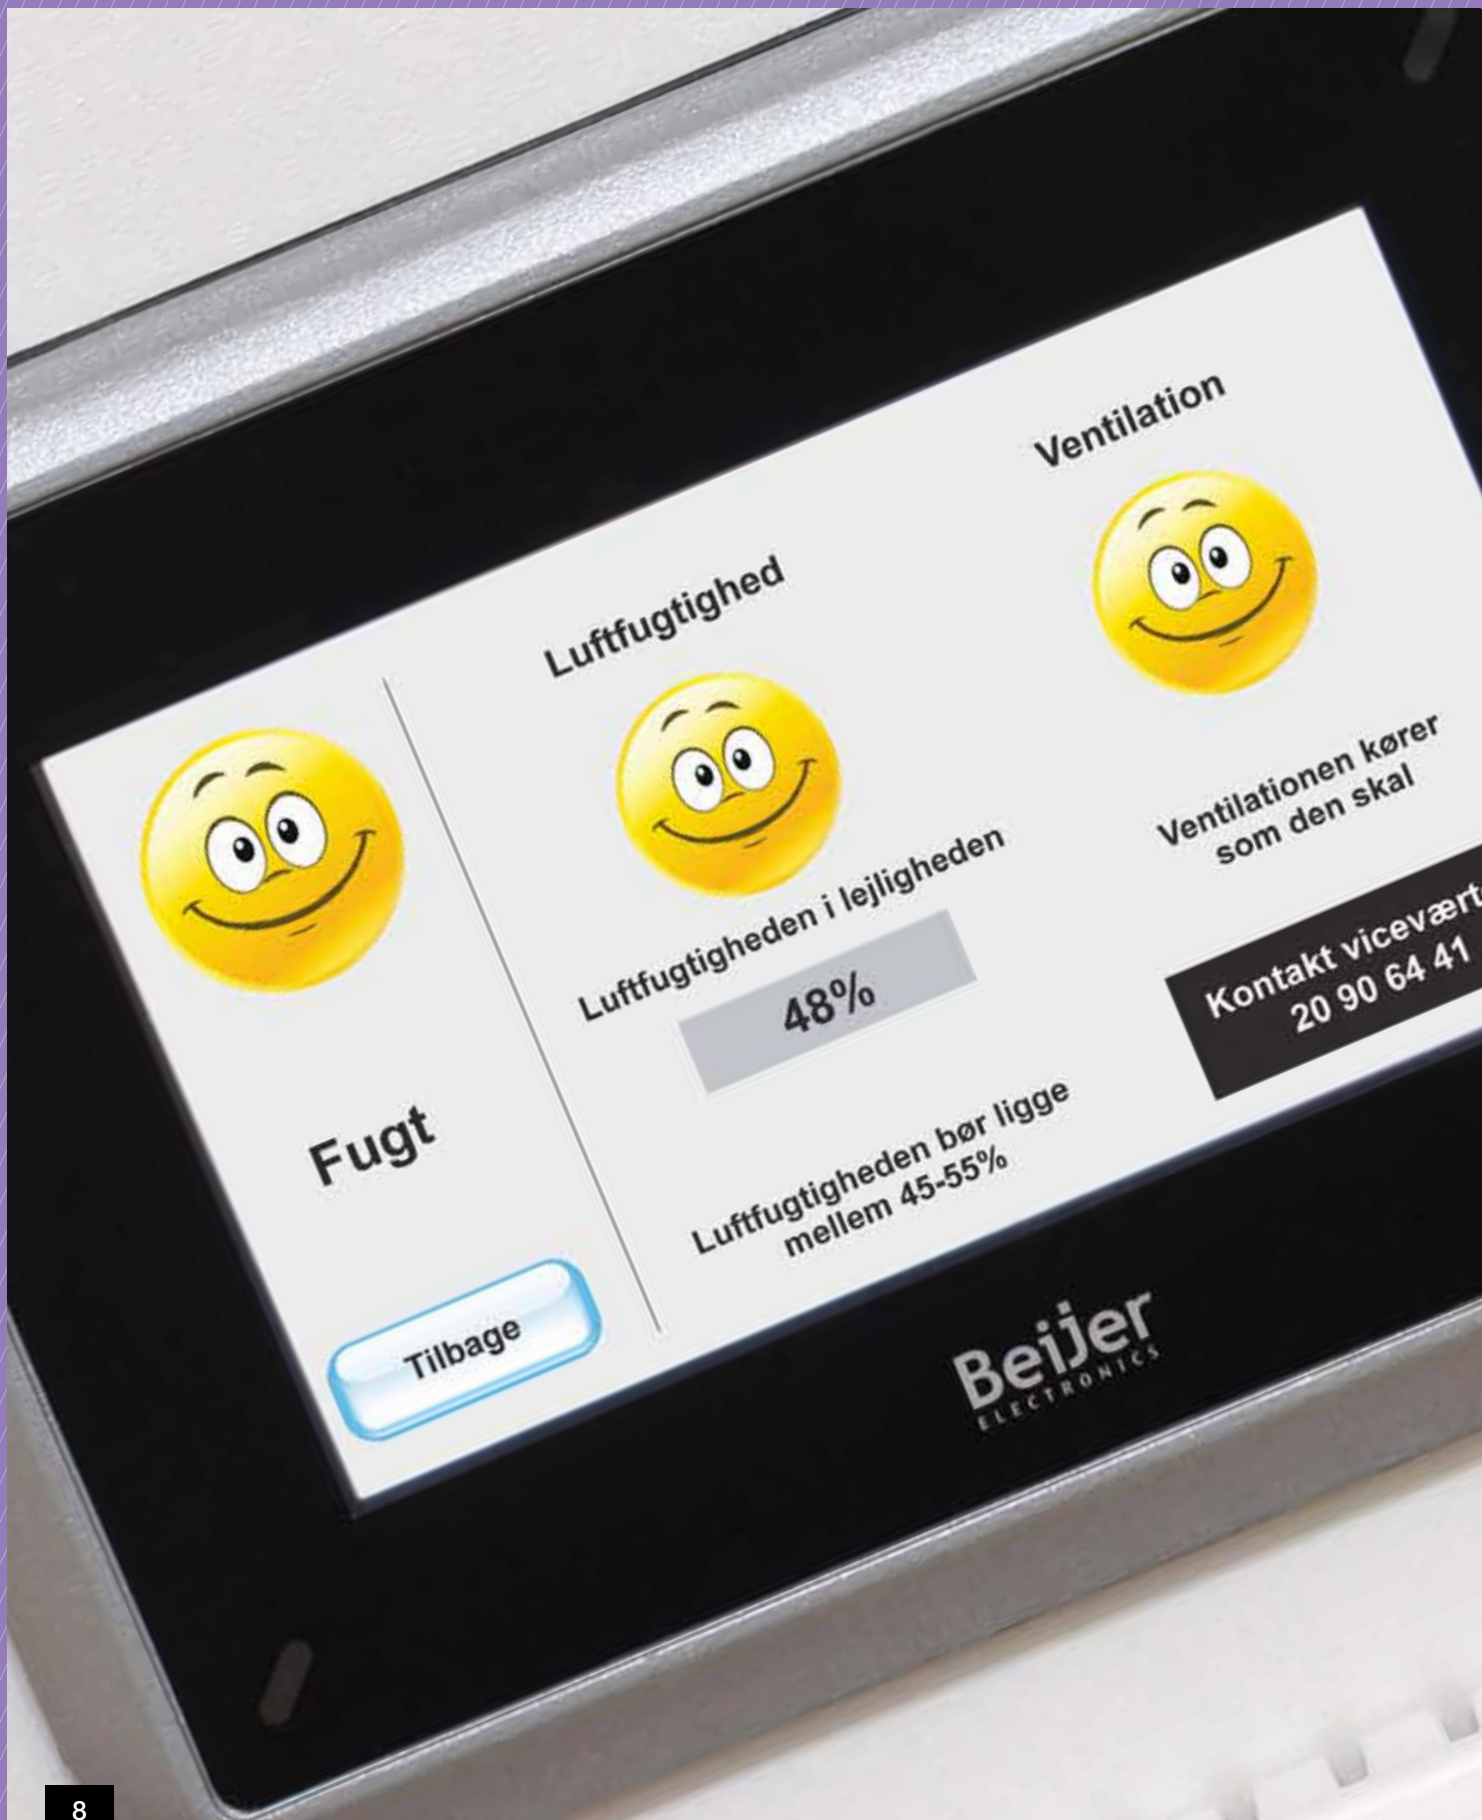 Fugt
Tilbage
Luftfugtighed
Luftfugtigheden i lejligheden
48%
Luftfugtigheden bør ligge
mellem 45-55%
Ventilation
Ventilationen kører
som den skal
Kontakt
20 90 64 41
BeiJer
ELECTRONICS
8